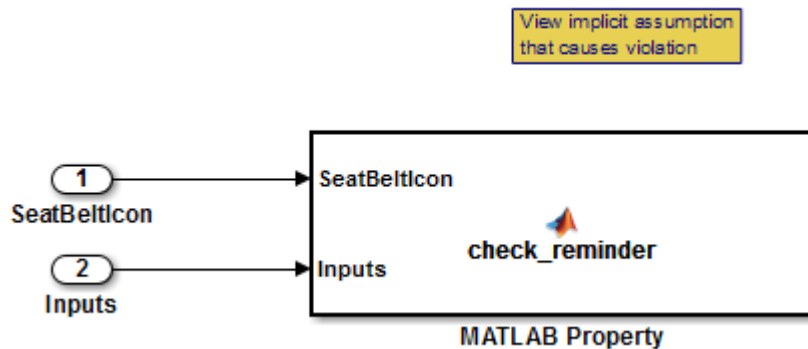 View implicit assumption
that causes violation
1
SeatBeltIcon
SeatBeltIcon
check_reminder
2
Inputs
Inputs
MATLAB Property